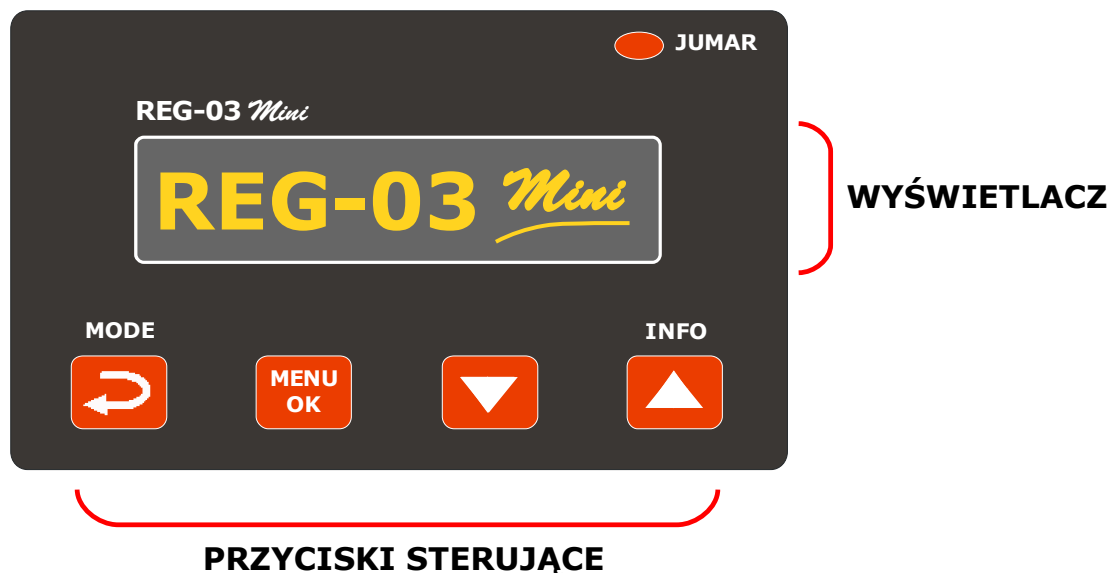 JUMAR
REG-03 Mini
REG-03 Mini
WYŚWIETLACZ
MODE
INFO
MENU
OK
PRZYCISKI STERUJĄCE